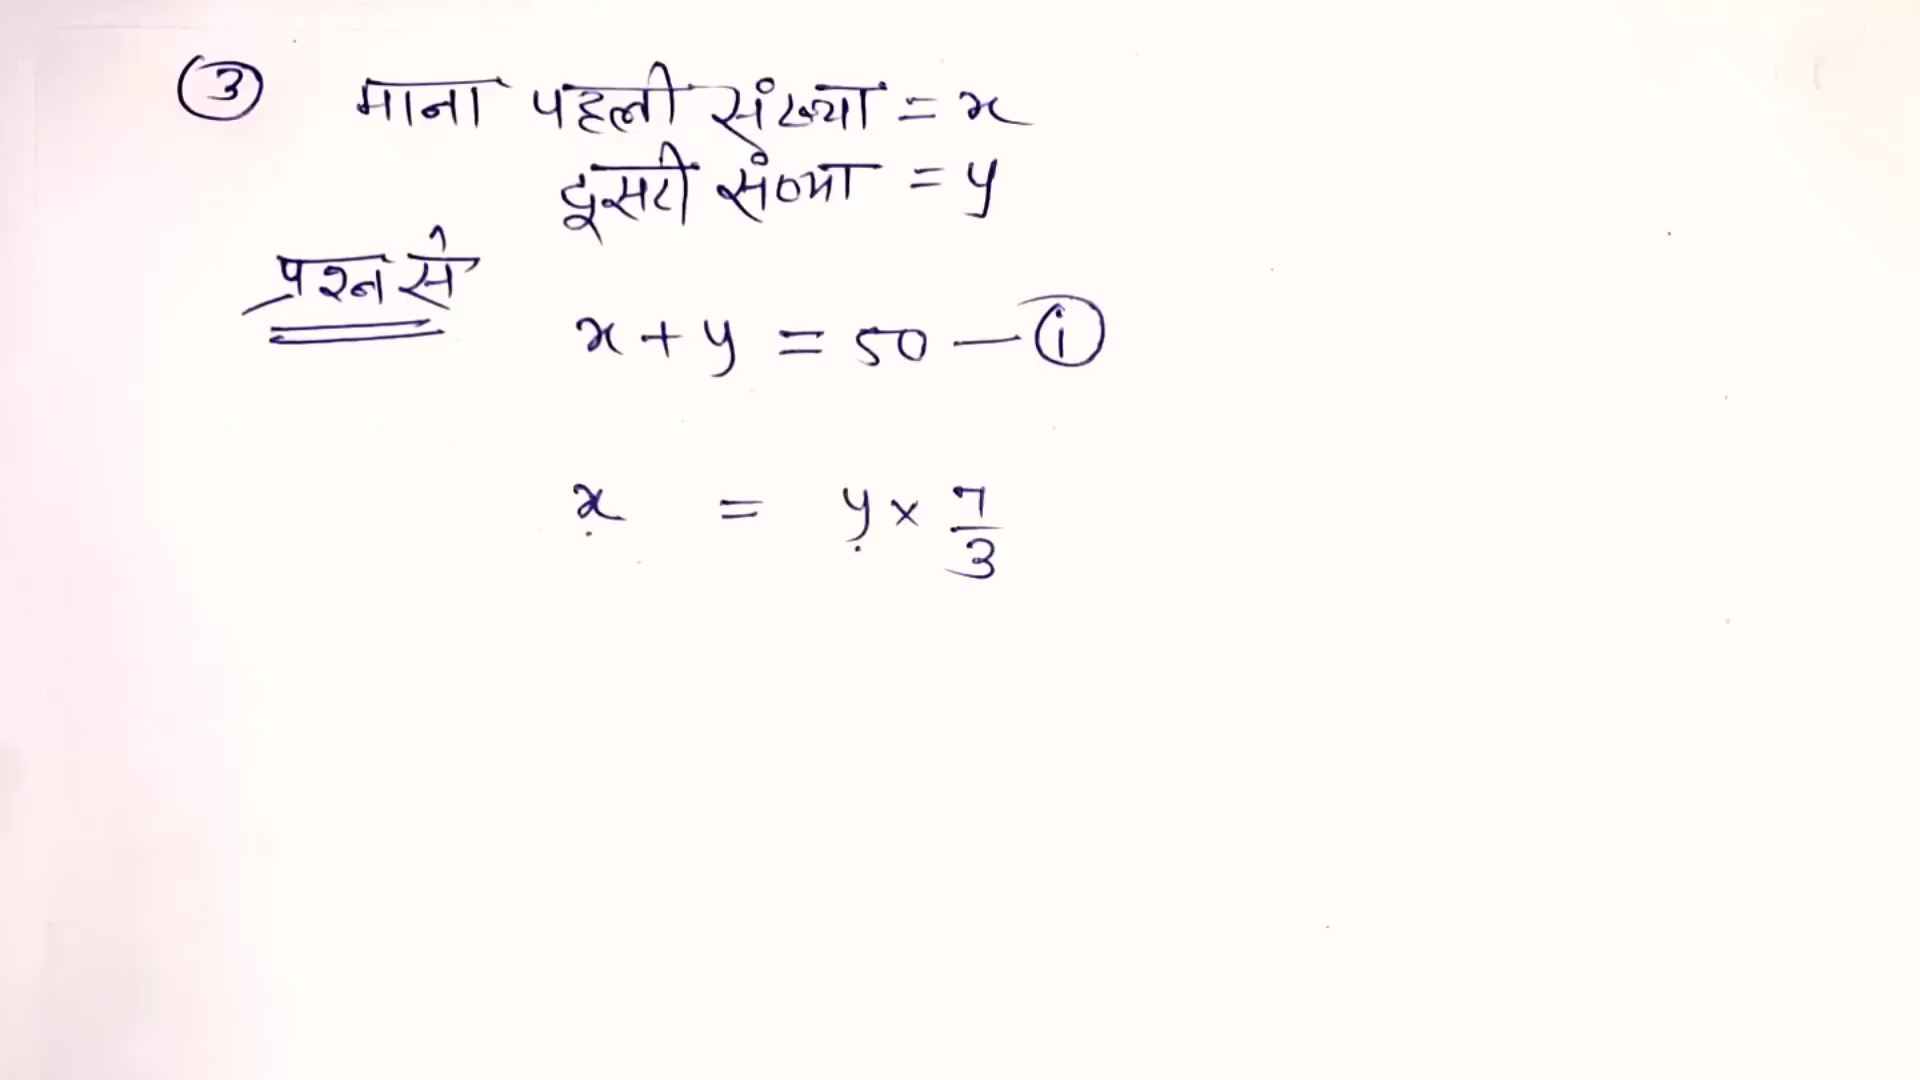 ③ माना पहली संख्या = x
दूसरी संख्या = y
प्रश्न से
x + y = 50 — ⓘ
x = y × 7/3